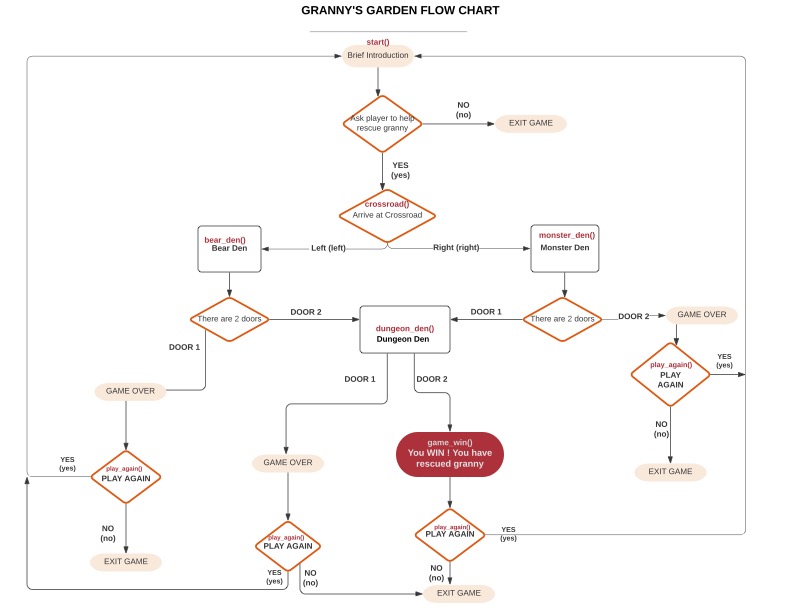 GRANNY'S GARDEN FLOW CHART
start()
Brief Introduction
Ask player to help
rescue granny
NO
(no)
EXIT GAME
YES
(yes)
crossroad()
Arrive at Crossroad
bear_den()
Bear Den
Left (left)
Right (right)
monster_den()
Monster Den
There are 2 doors
DOOR 2
dungeon_den()
Dungeon Den
DOOR 1
There are 2 doors
DOOR 2
GAME OVER
DOOR 1
play_again()
PLAY
AGAIN
YES
(yes)
DOOR 1
DOOR 2
GAME OVER
NO
(no)
EXIT GAME
game_win()
You WIN ! You have
rescued granny
GAME OVER
YES
(yes)
play_again()
PLAY AGAIN
NO
(no)
EXIT GAME
play_again()
PLAY AGAIN
YES
(yes)
NO
(no)
play_again()
PLAY AGAIN
YES
(yes)
NO
(no)
EXIT GAME